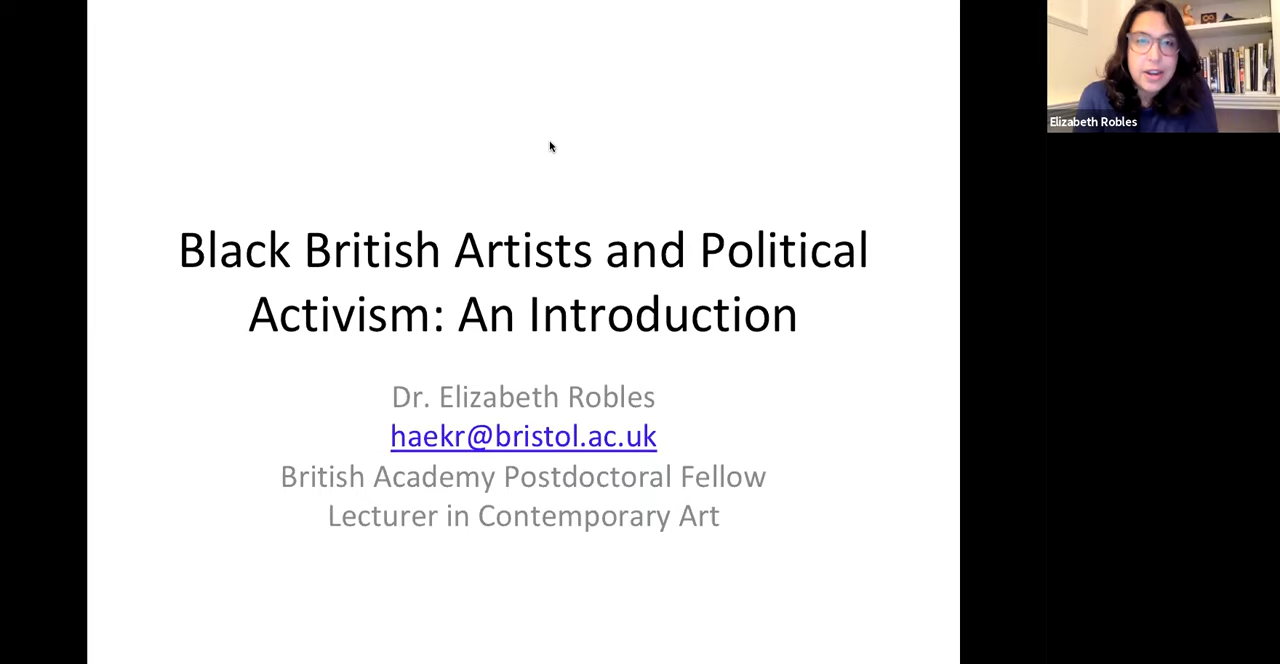 Black British Artists and Political
Activism: An Introduction
Dr. Elizabeth Robles
haekr@bristol.ac.uk
British Academy Postdoctoral Fellow
Lecturer in Contemporary Art
Elizabeth Robles